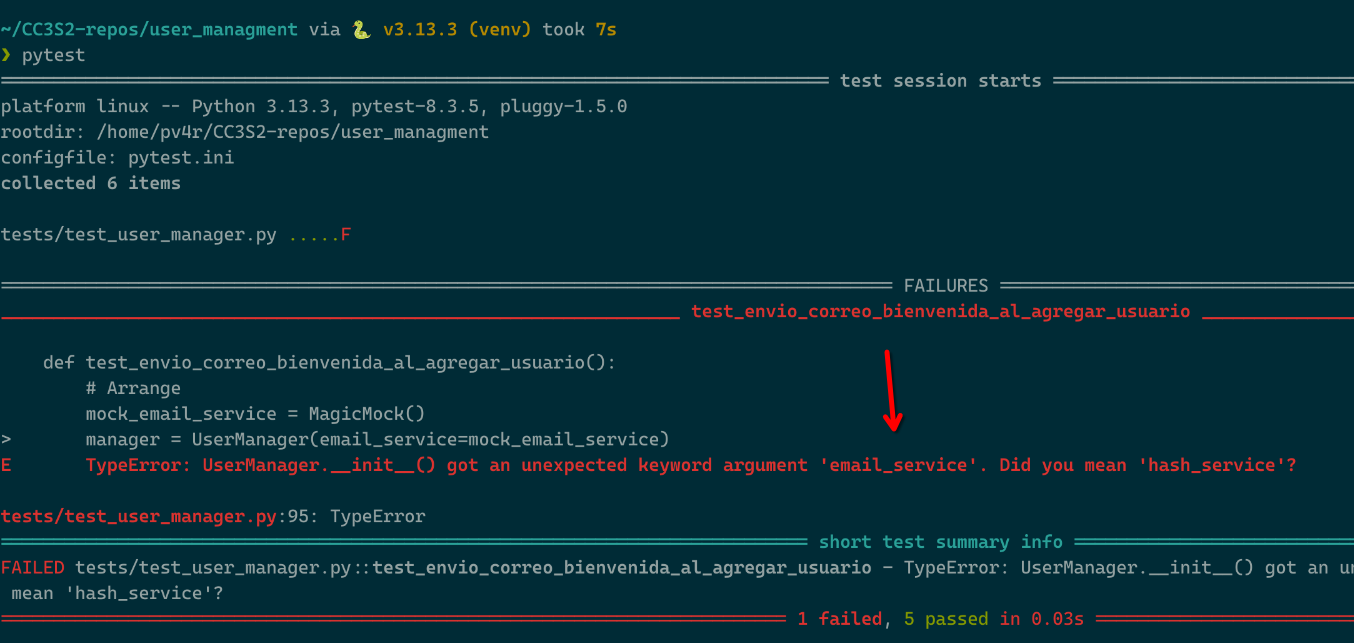 ~/CC3S2-repos/user_managment via 🐍 v3.13.3 (venv) took 7s
❯ pytest
test session starts
platform linux -- Python 3.13.3, pytest-8.3.5, pluggy-1.5.0
rootdir: /home/pv4r/CC3S2-repos/user_managment
configfile: pytest.ini
collected 6 items
tests/test_user_manager.py .....F
FAILURES
test_envio_correo_bienvenida_al_agregar_usuario
def test_envio_correo_bienvenida_al_agregar_usuario():
# Arrange
mock_email_service = MagicMock()
> manager = UserManager(email_service=mock_email_service)
E TypeError: UserManager.__init__() got an unexpected keyword argument 'email_service'. Did you mean 'hash_service'?
tests/test_user_manager.py:95: TypeError
short test summary info
FAILED tests/test_user_manager.py::test_envio_correo_bienvenida_al_agregar_usuario - TypeError: UserManager.__init__() got an
mean 'hash_service'?
1 failed, 5 passed in 0.03s